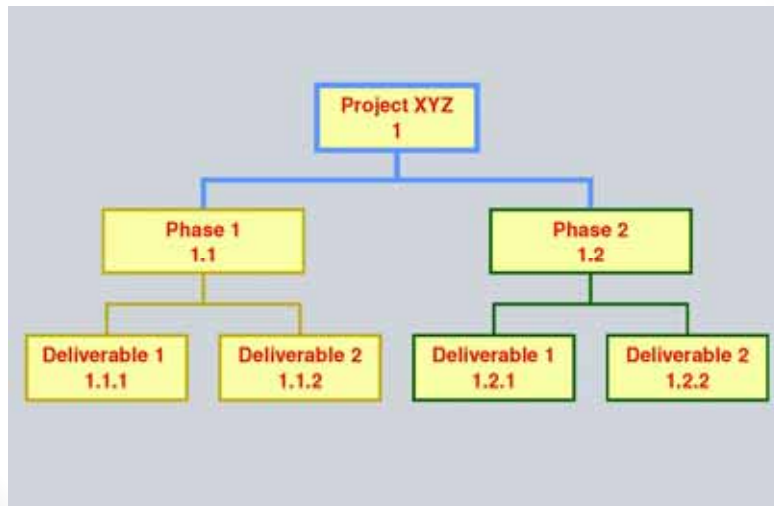 Project XYZ
1
Phase 1
1.1
Phase 2
1.2
Deliverable 1
1.1.1
Deliverable 2
1.1.2
Deliverable 1
1.2.1
Deliverable 2
1.2.2